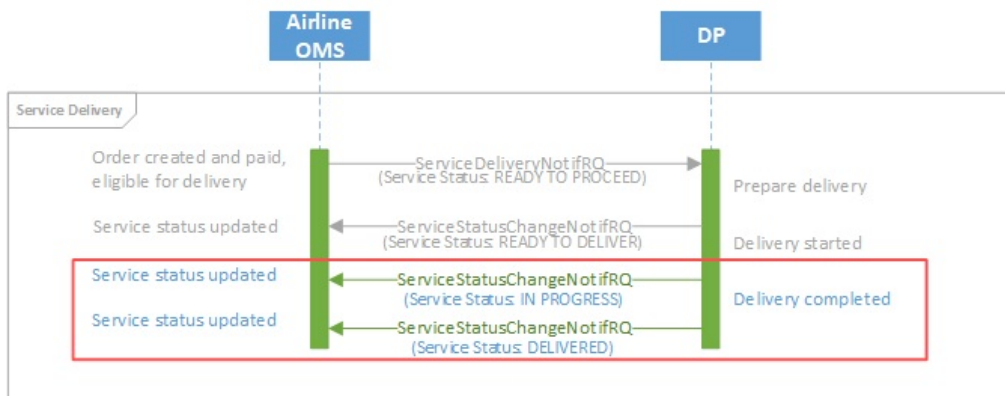 Airline
OMS
DP
Service Delivery
Order created and paid,
eligible for delivery
ServiceDeliveryNotifRQ
(Service Status: READY TO PROCEED)
Prepare delivery
Service status updated
ServiceStatusChangeNotifRQ
(Service Status: READY TO DELIVER)
Delivery started
Service status updated
ServiceStatusChangeNotifRQ
(Service Status: IN PROGRESS)
Delivery completed
Service status updated
ServiceStatusChangeNotifRQ
(Service Status: DELIVERED)